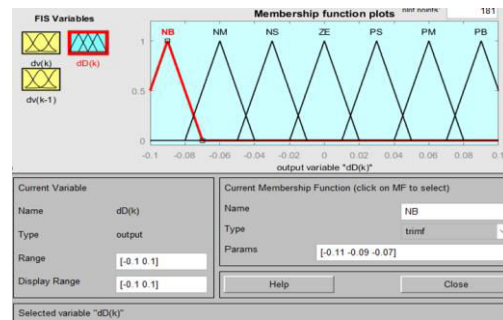 FIS Variables
Membership function plots
plot points:
181
dv(k)
dD(k)
dv(k-1)
NB
NM
NS
ZE
PS
PM
PB
1
0.5
0
-0.1
-0.08
-0.06
-0.04
-0.02
0
0.02
0.04
0.06
0.08
0.1
output variable "dD(k)"
Current Variable
Name
dD(k)
Type
output
Range
[-0.1 0.1]
Display Range
[-0.1 0.1]
Current Membership Function (click on MF to select)
Name
NB
Type
trimf
Params
[-0.11 -0.09 -0.07]
Help
Close
Selected variable "dD(k)"